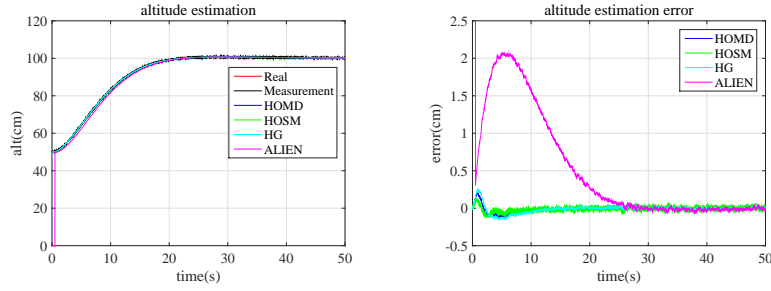 altitude estimation
120
100
80
60
40
20
0
alt(cm)
Real
Measurement
HOMD
HOSM
HG
ALIEN
0 10 20 30 40 50
time(s)
altitude estimation error
2.5
2
1.5
1
0.5
0
-0.5
error(cm)
HOMD
HOSM
HG
ALIEN
0 10 20 30 40 50
time(s)